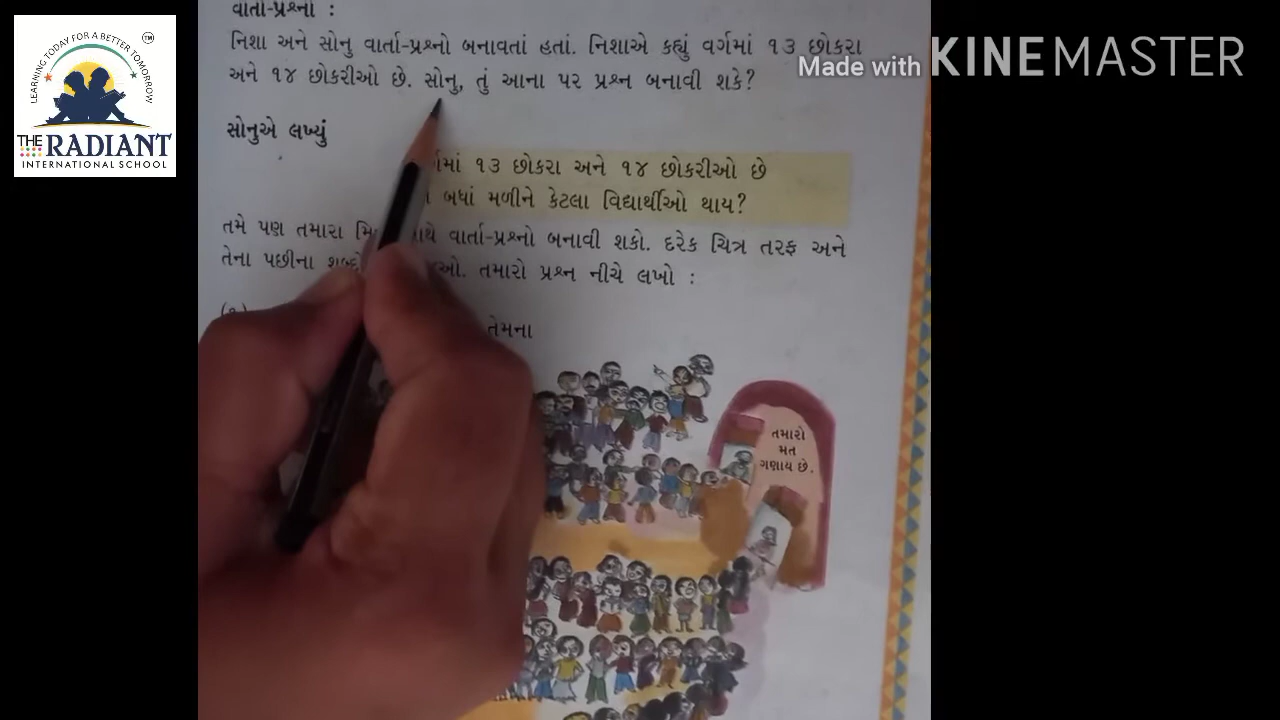 LEARNING TODAY FOR A BETTER TOMORROW
TM
THE RADIANT
INTERNATIONAL SCHOOL
Made with KINEMASTER
વાર્તા-પ્રશ્નો :
નિશા અને સોનુ વાર્તા-પ્રશ્નો બનાવતાં હતાં. નિશાએ કહ્યું વર્ગમાં ૧૩ છોકરા
અને ૧૪ છોકરીઓ છે. સોનુ, તું આના પર પ્રશ્ન બનાવી શકે?
સોનુએ લખ્યું
૧૩ છોકરા અને ૧૪ છોકરીઓ છે
બધાં મળીને કેટલા વિદ્યાર્થીઓ થાય?
તમે પણ તમારા વાર્તા-પ્રશ્નો બનાવી શકો. દરેક ચિત્ર તરફ અને
તેના પછીના તમારો પ્રશ્ન નીચે લખો :
તેમના
તમારો
મત
ગણાય છે.